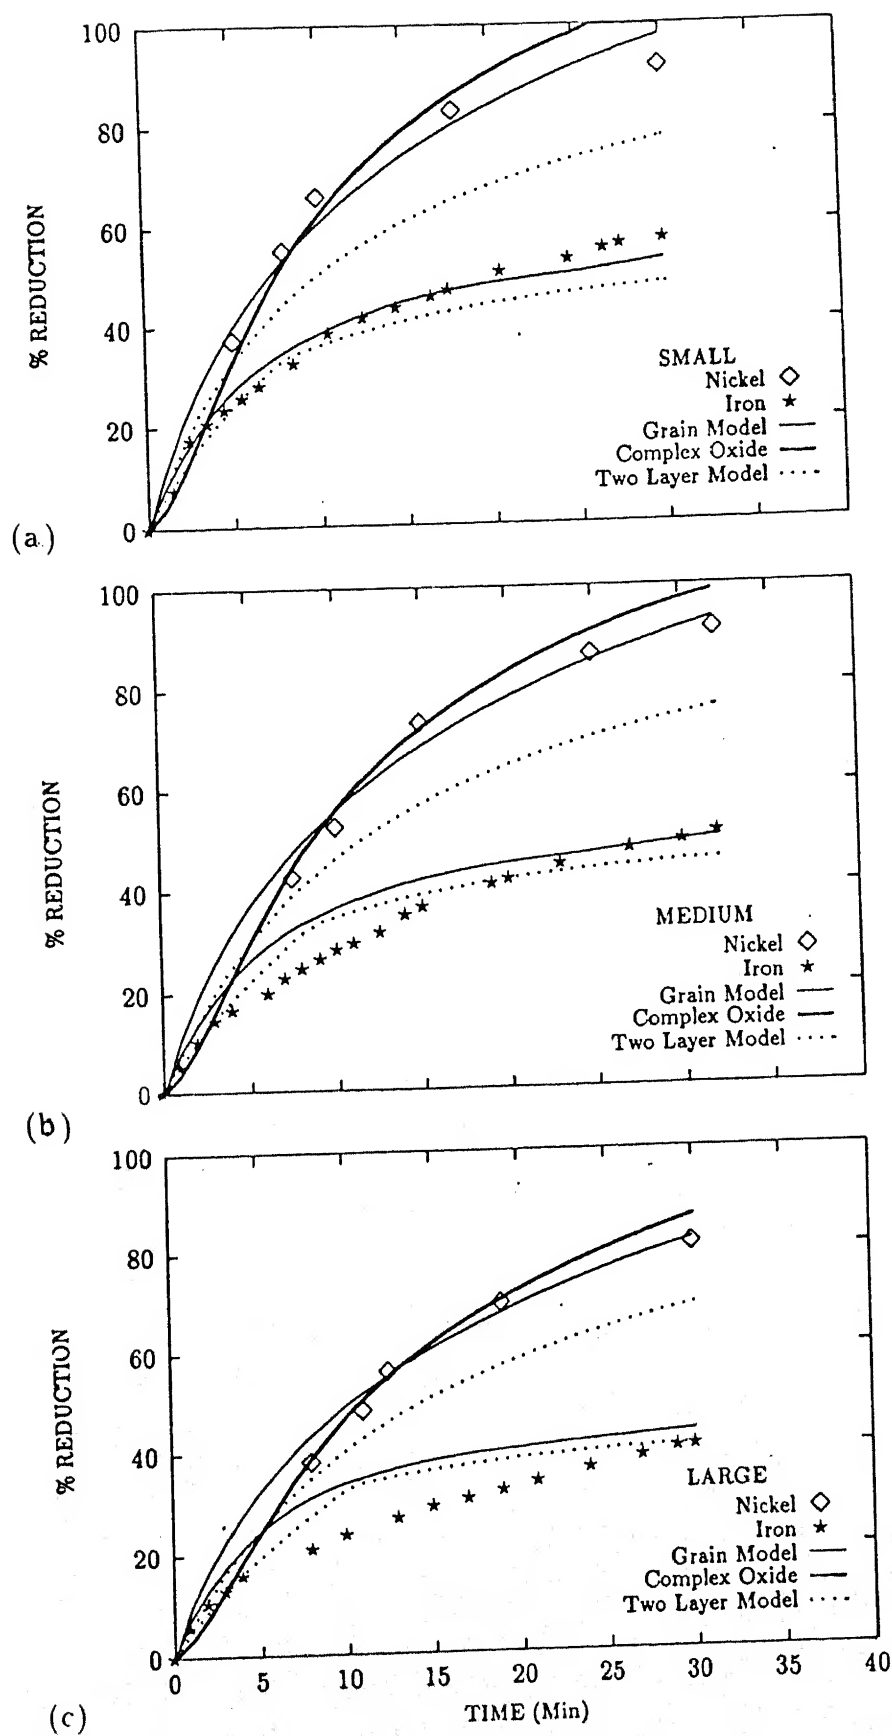 100
80
60
40
20
0
% REDUCTION
SMALL
Nickel
Iron
Grain Model
Complex Oxide
Two Layer Model
(a)
100
80
60
40
20
0
% REDUCTION
MEDIUM
Nickel
Iron
Grain Model
Complex Oxide
Two Layer Model
(b)
100
80
60
40
20
0
% REDUCTION
LARGE
Nickel
Iron
Grain Model
Complex Oxide
Two Layer Model
0 5 10 15 20 25 30 35 40
TIME (Min)
(c)